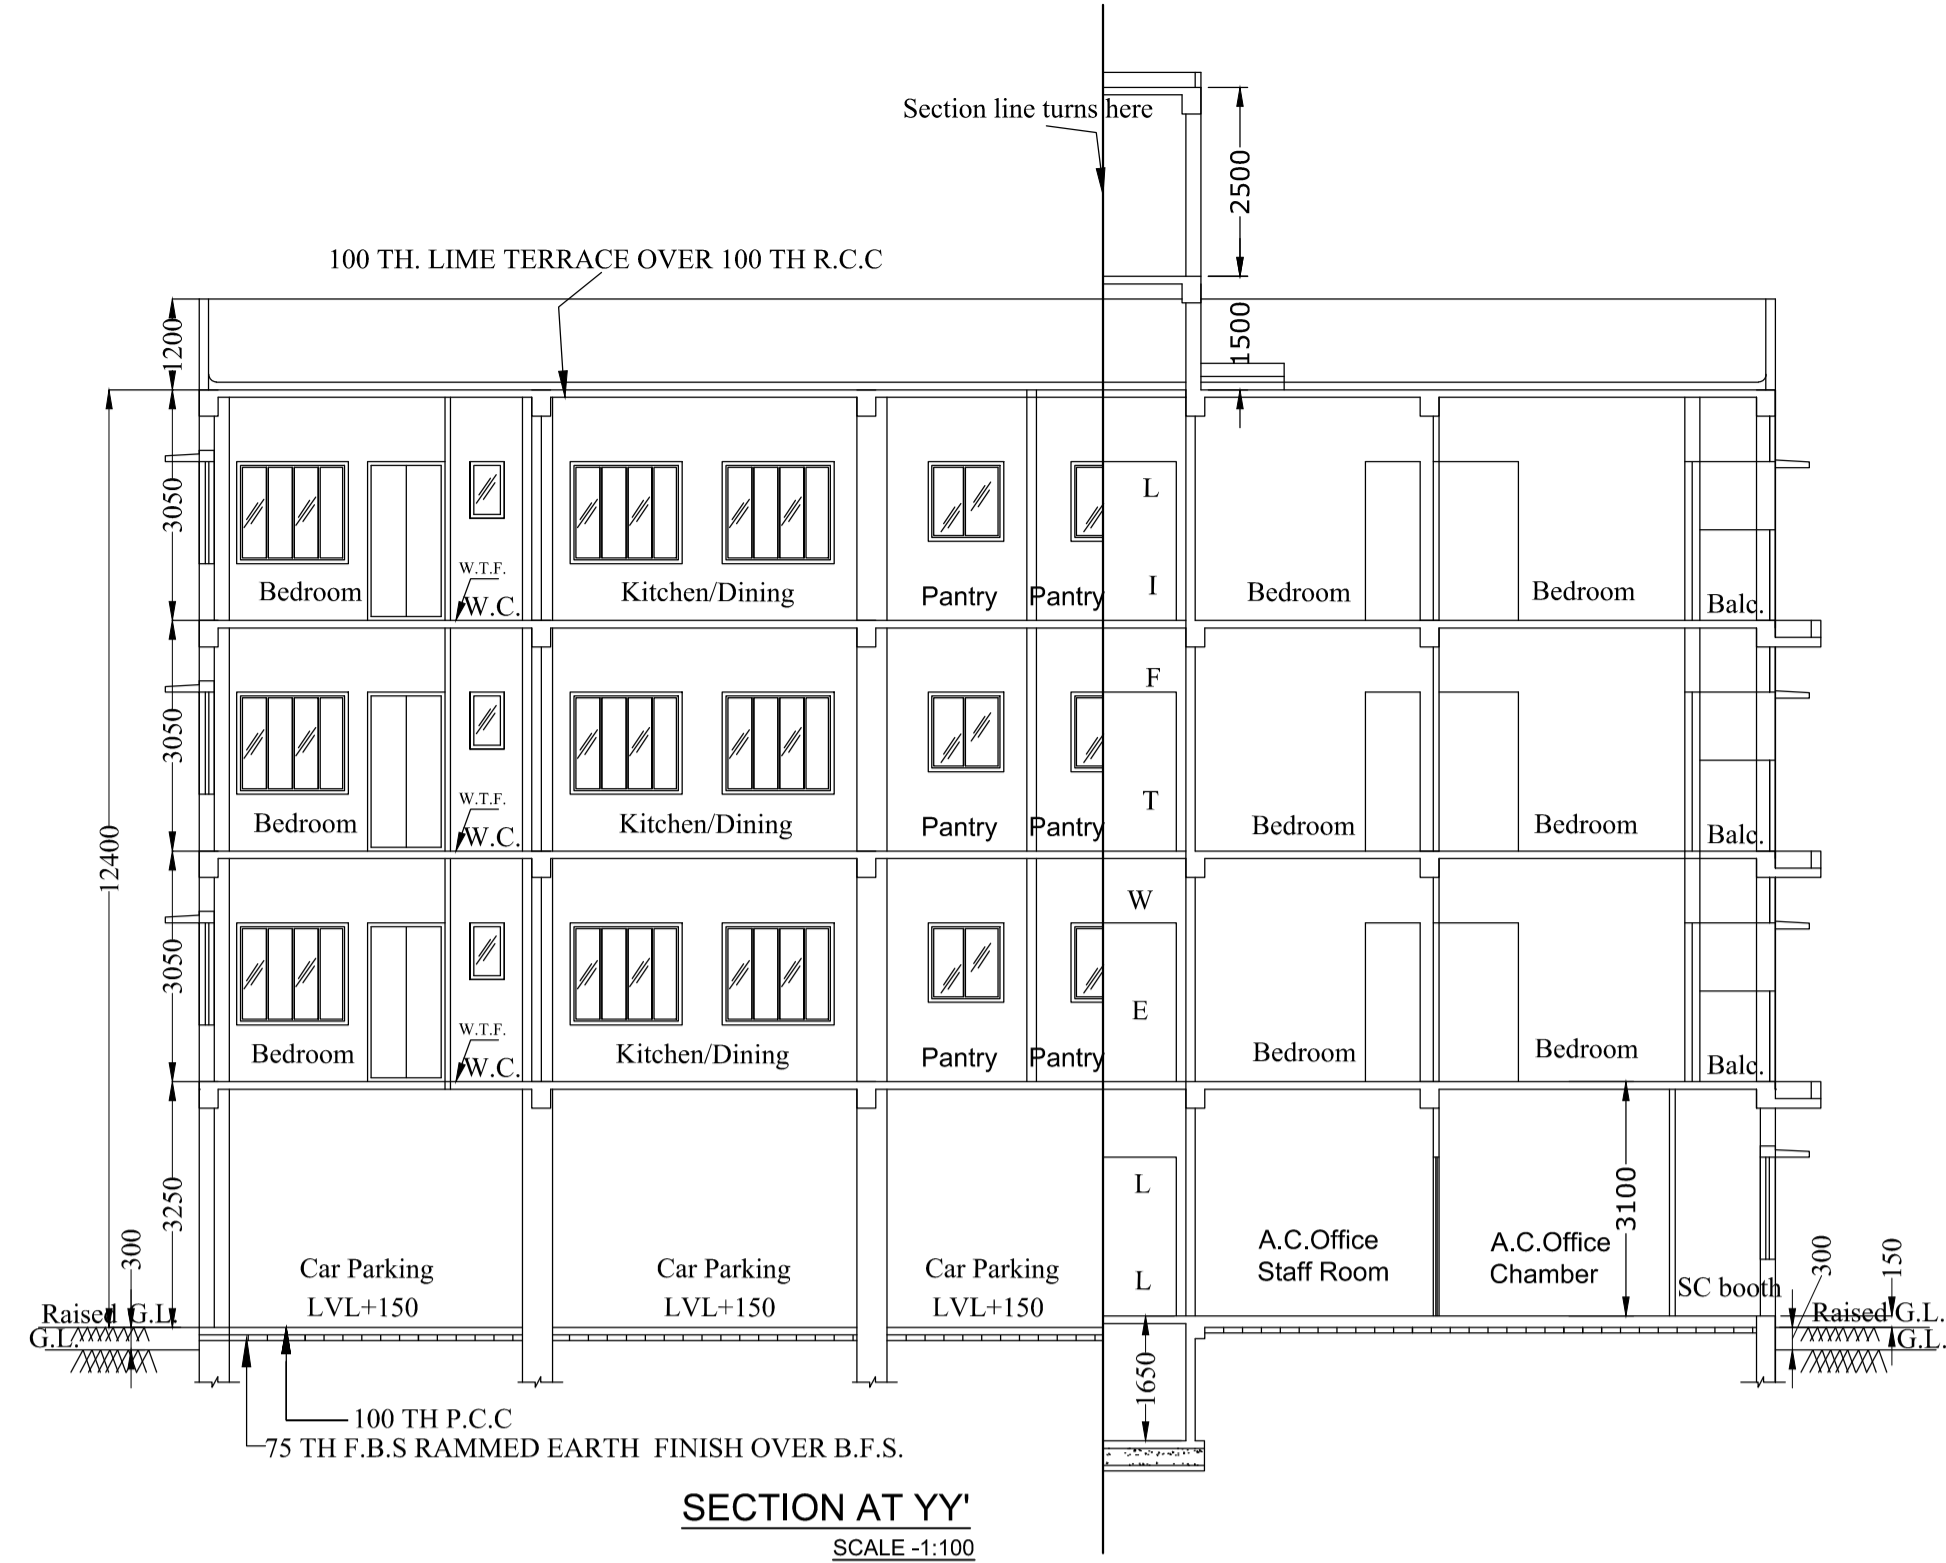 Section line turns here
2500
100 TH. LIME TERRACE OVER 100 TH R.C.C
1200
1500
3050
L
I
Bedroom
W.T.F.
W.C.
Kitchen/Dining
Pantry
Pantry
Bedroom
Bedroom
Balc.
3050
F
T
Bedroom
W.T.F.
W.C.
Kitchen/Dining
Pantry
Pantry
Bedroom
Bedroom
Balc.
12400
3050
W
E
Bedroom
W.T.F.
W.C.
Kitchen/Dining
Pantry
Pantry
Bedroom
Bedroom
Balc.
3250
300
L
L
3100
Car Parking
LVL+150
Car Parking
LVL+150
Car Parking
LVL+150
A.C.Office
Staff Room
A.C.Office
Chamber
SC booth
300
150
Raised G.L.
G.L.
Raised G.L.
G.L.
1650
100 TH P.C.C
75 TH F.B.S RAMMED EARTH FINISH OVER B.F.S.
SECTION AT YY'
SCALE -1:100